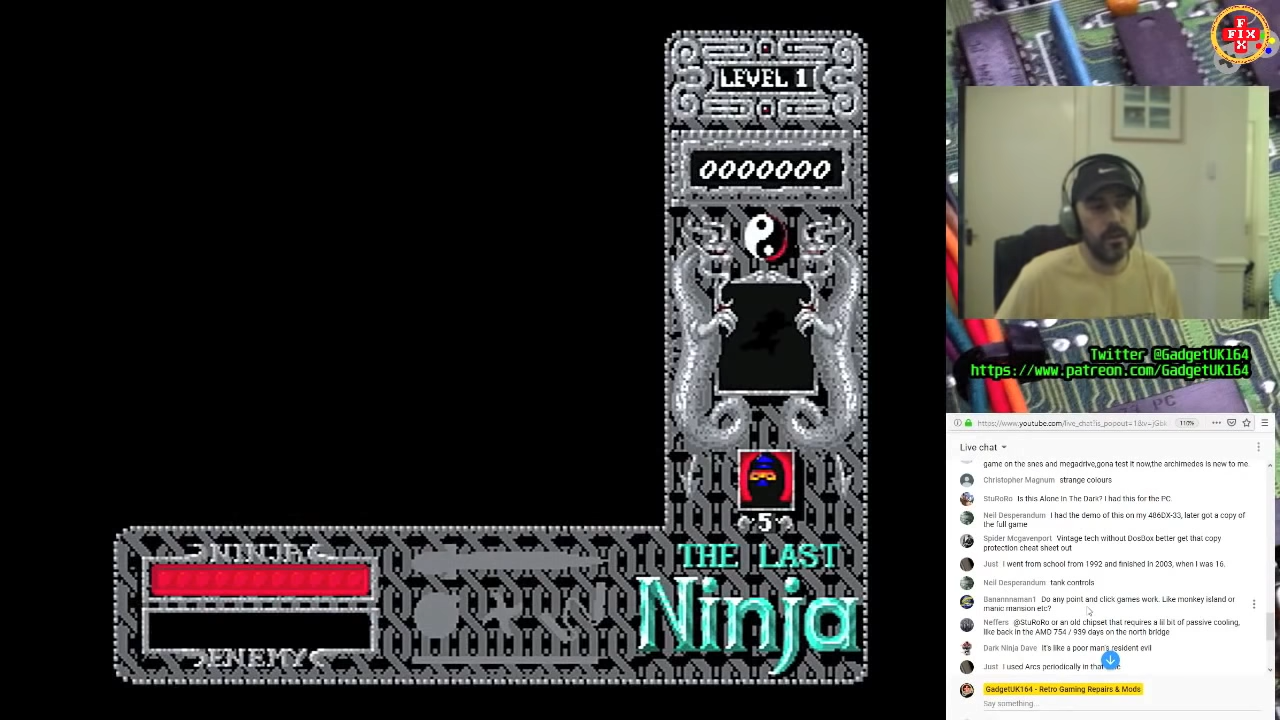 LEVEL 1
0000000
5
NINJA
ENEMY
THE LAST
Ninja
F
FIX
X
Twitter @GadgetUK164
https://www.patreon.com/GadgetUK164
110%
Live chat
game on the snes and megadrive,gona test it now,the archimedos is new to me.
Christopher Magnum strange colours
StuRoRo Is this Alone In The Dark? I had this for the PC.
Neil Desperandum I had the demo of this on my 486DX-33, later got a copy of
the full game
Spider Mcgavenport Vintage tech without DosBox better get that copy
protection cheat sheet out
Just I went from school from 1992 and finished in 2003, when I was 16.
Neil Desperandum tank controls
Banannnaman1 Do any point and click games work. Like monkey island or
manic mansion etc?
Neffers @StuRoRo or an old chipset that requires a lil bit of passive cooling,
like back in the AMD 754 / 939 days on the north bridge
Dark Ninja Dave It's like a poor man's resident evil
Just I used Arcs periodically in that
GadgetUK164 - Retro Gaming Repairs & Mods
Say something...